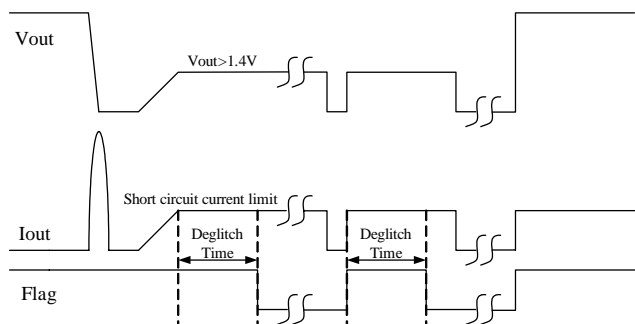 Vout
Vout>1.4V
Short circuit current limit
Iout
Deglitch
Time
Deglitch
Time
Flag